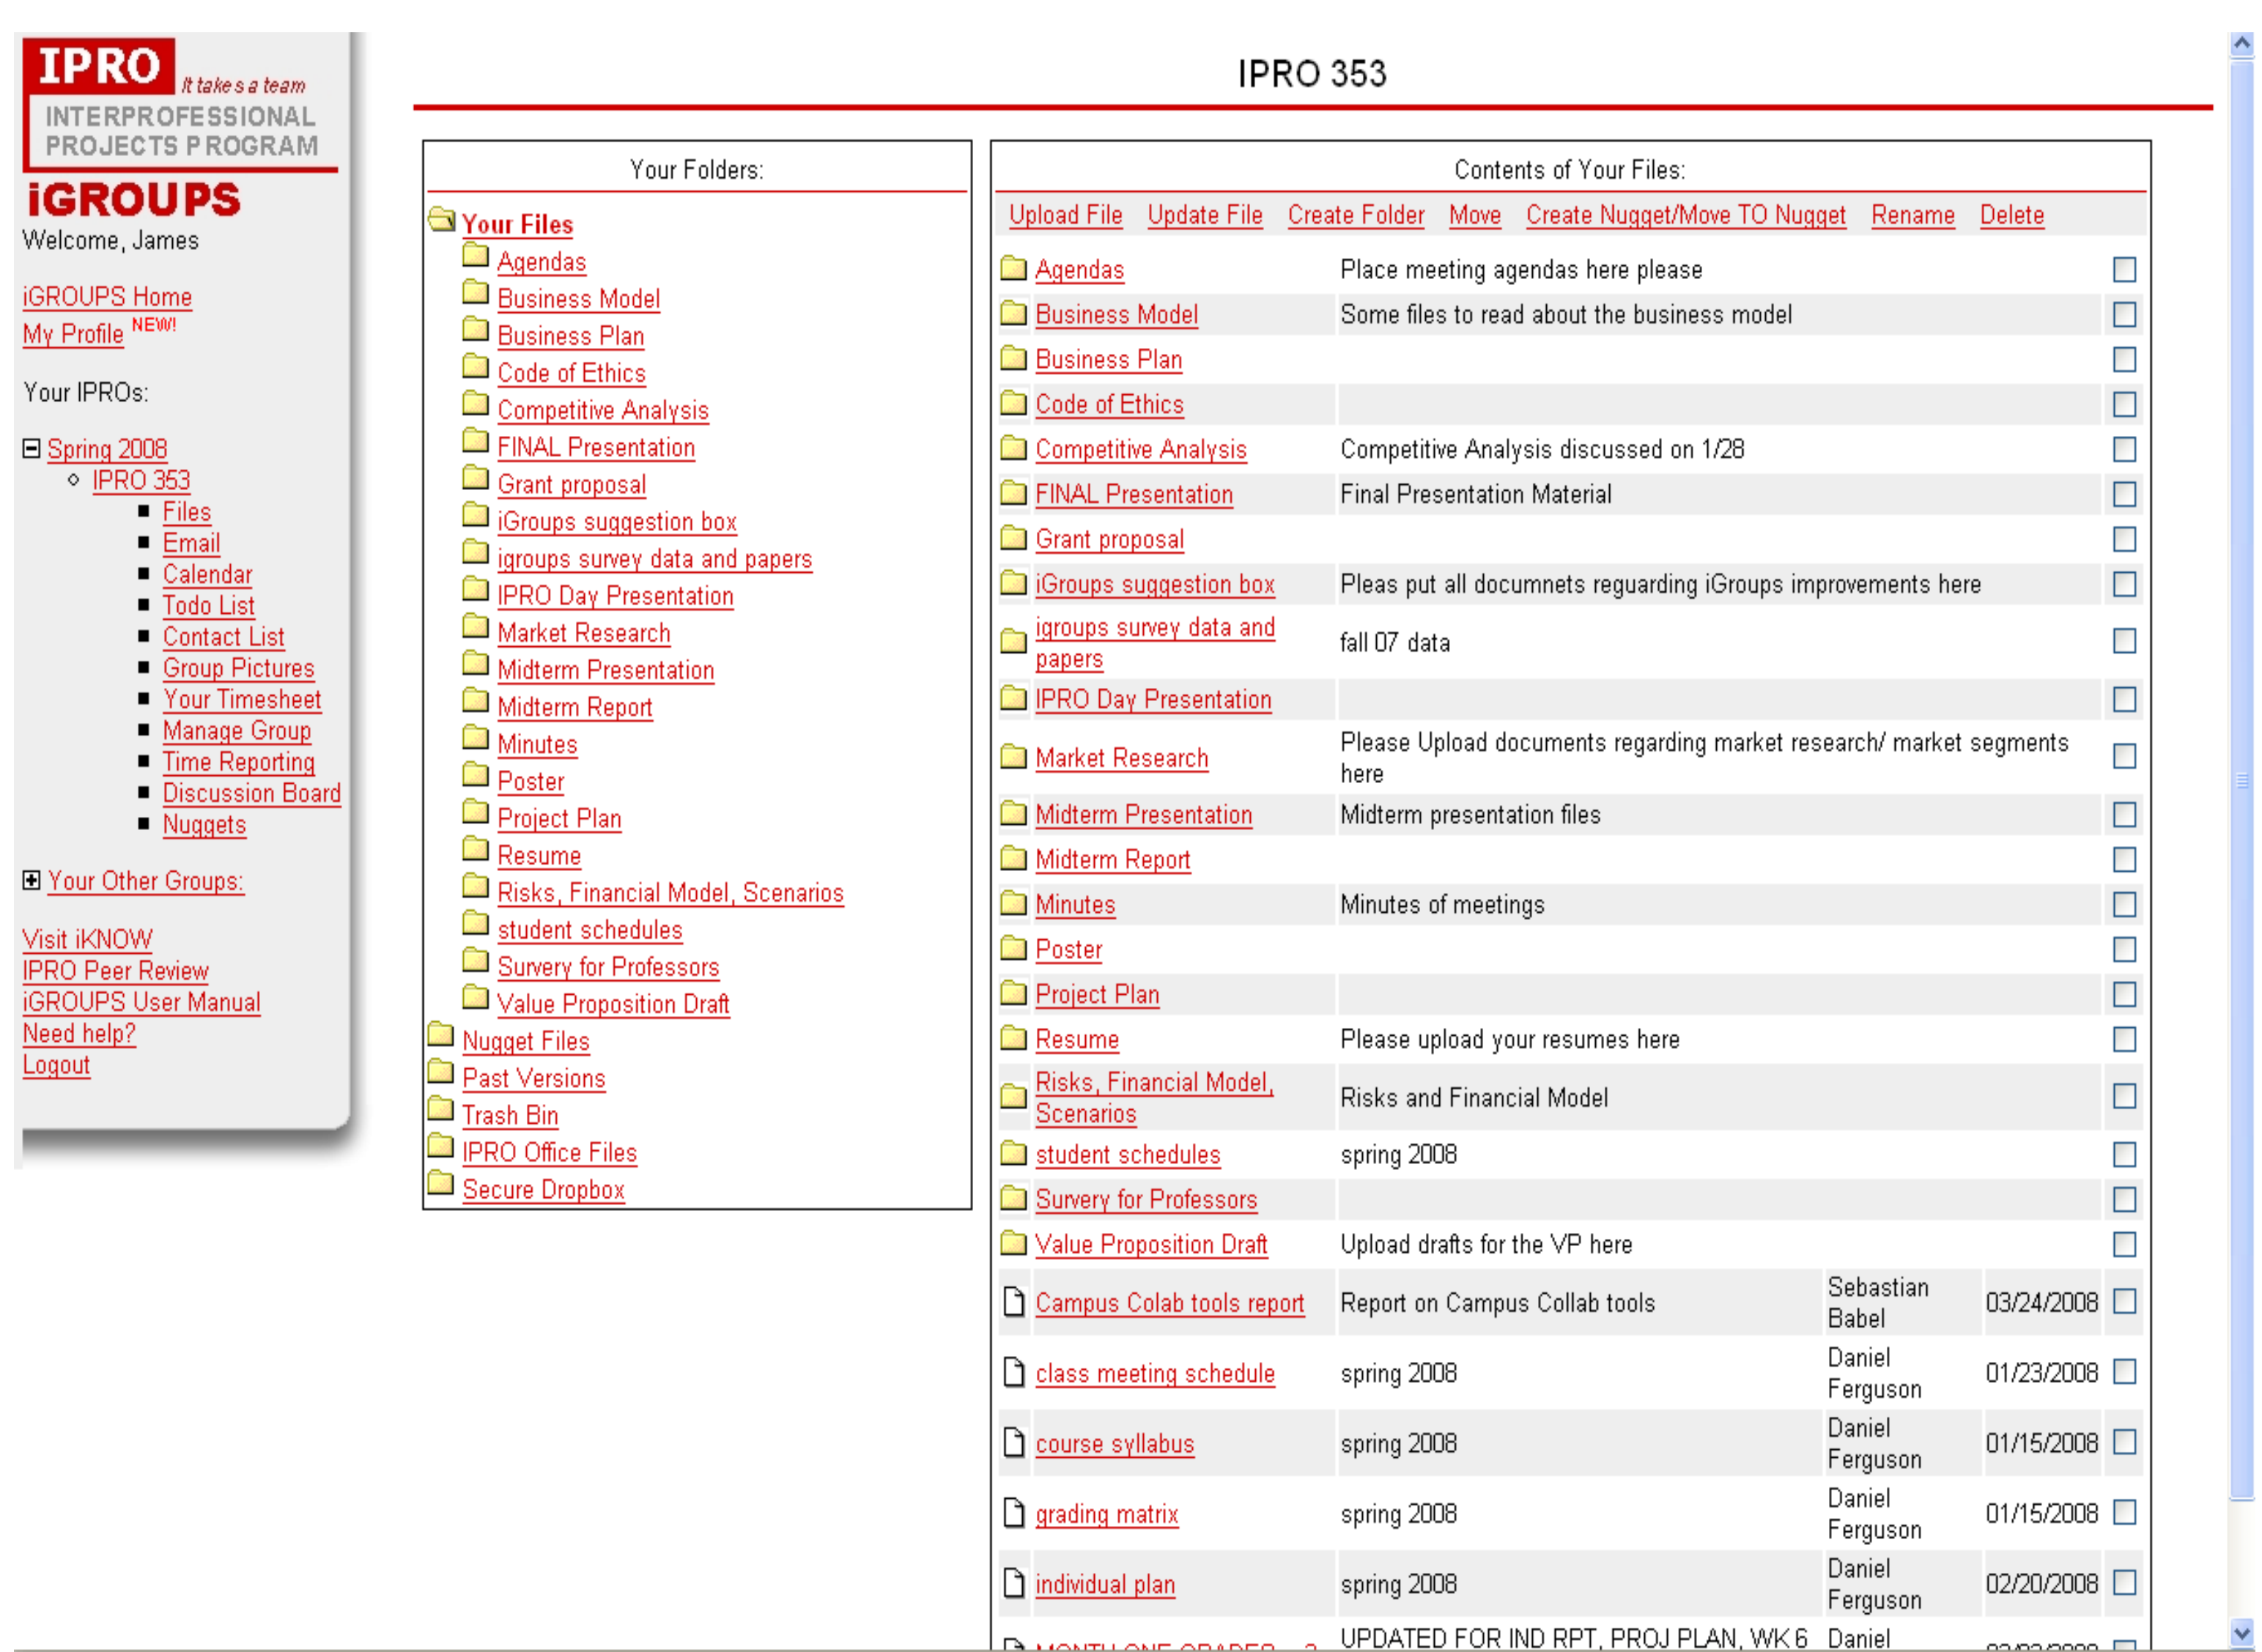 IPRO It takes a team
INTERPROFESSIONAL
PROJECTS PROGRAM
iGROUPS
Welcome, James
iGROUPS Home
My Profile NEW!
Your IPROs:
Spring 2008
IPRO 353
Files
Email
Calendar
Todo List
Contact List
Group Pictures
Your Timesheet
Manage Group
Time Reporting
Discussion Board
Nuggets
Your Other Groups:
Visit iKNOW
IPRO Peer Review
iGROUPS User Manual
Need help?
Logout
IPRO 353
Your Folders:
Your Files
Agendas
Business Model
Business Plan
Code of Ethics
Competitive Analysis
FINAL Presentation
Grant proposal
iGroups suggestion box
igroups survey data and papers
IPRO Day Presentation
Market Research
Midterm Presentation
Midterm Report
Minutes
Poster
Project Plan
Resume
Risks, Financial Model, Scenarios
student schedules
Survery for Professors
Value Proposition Draft
Nugget Files
Past Versions
Trash Bin
IPRO Office Files
Secure Dropbox
Contents of Your Files:
Upload File Update File Create Folder Move Create Nugget/Move TO Nugget Rename Delete
Agendas Place meeting agendas here please
Business Model Some files to read about the business model
Business Plan
Code of Ethics
Competitive Analysis Competitive Analysis discussed on 1/28
FINAL Presentation Final Presentation Material
Grant proposal
iGroups suggestion box Pleas put all documnets reguarding iGroups improvements here
igroups survey data and
papers
fall 07 data
IPRO Day Presentation
Market Research
Please Upload documents regarding market research/ market segments
here
Midterm Presentation Midterm presentation files
Midterm Report
Minutes Minutes of meetings
Poster
Project Plan
Resume Please upload your resumes here
Risks, Financial Model,
Scenarios
Risks and Financial Model
student schedules spring 2008
Survery for Professors
Value Proposition Draft Upload drafts for the VP here
Campus Colab tools report Report on Campus Collab tools
Sebastian
Babel
03/24/2008
class meeting schedule spring 2008
Daniel
Ferguson
01/23/2008
course syllabus spring 2008
Daniel
Ferguson
01/15/2008
grading matrix spring 2008
Daniel
Ferguson
01/15/2008
individual plan spring 2008
Daniel
Ferguson
02/20/2008
UPDATED FOR IND RPT, PROJ PLAN, WK 6 Daniel
MONTH ONE GRADES